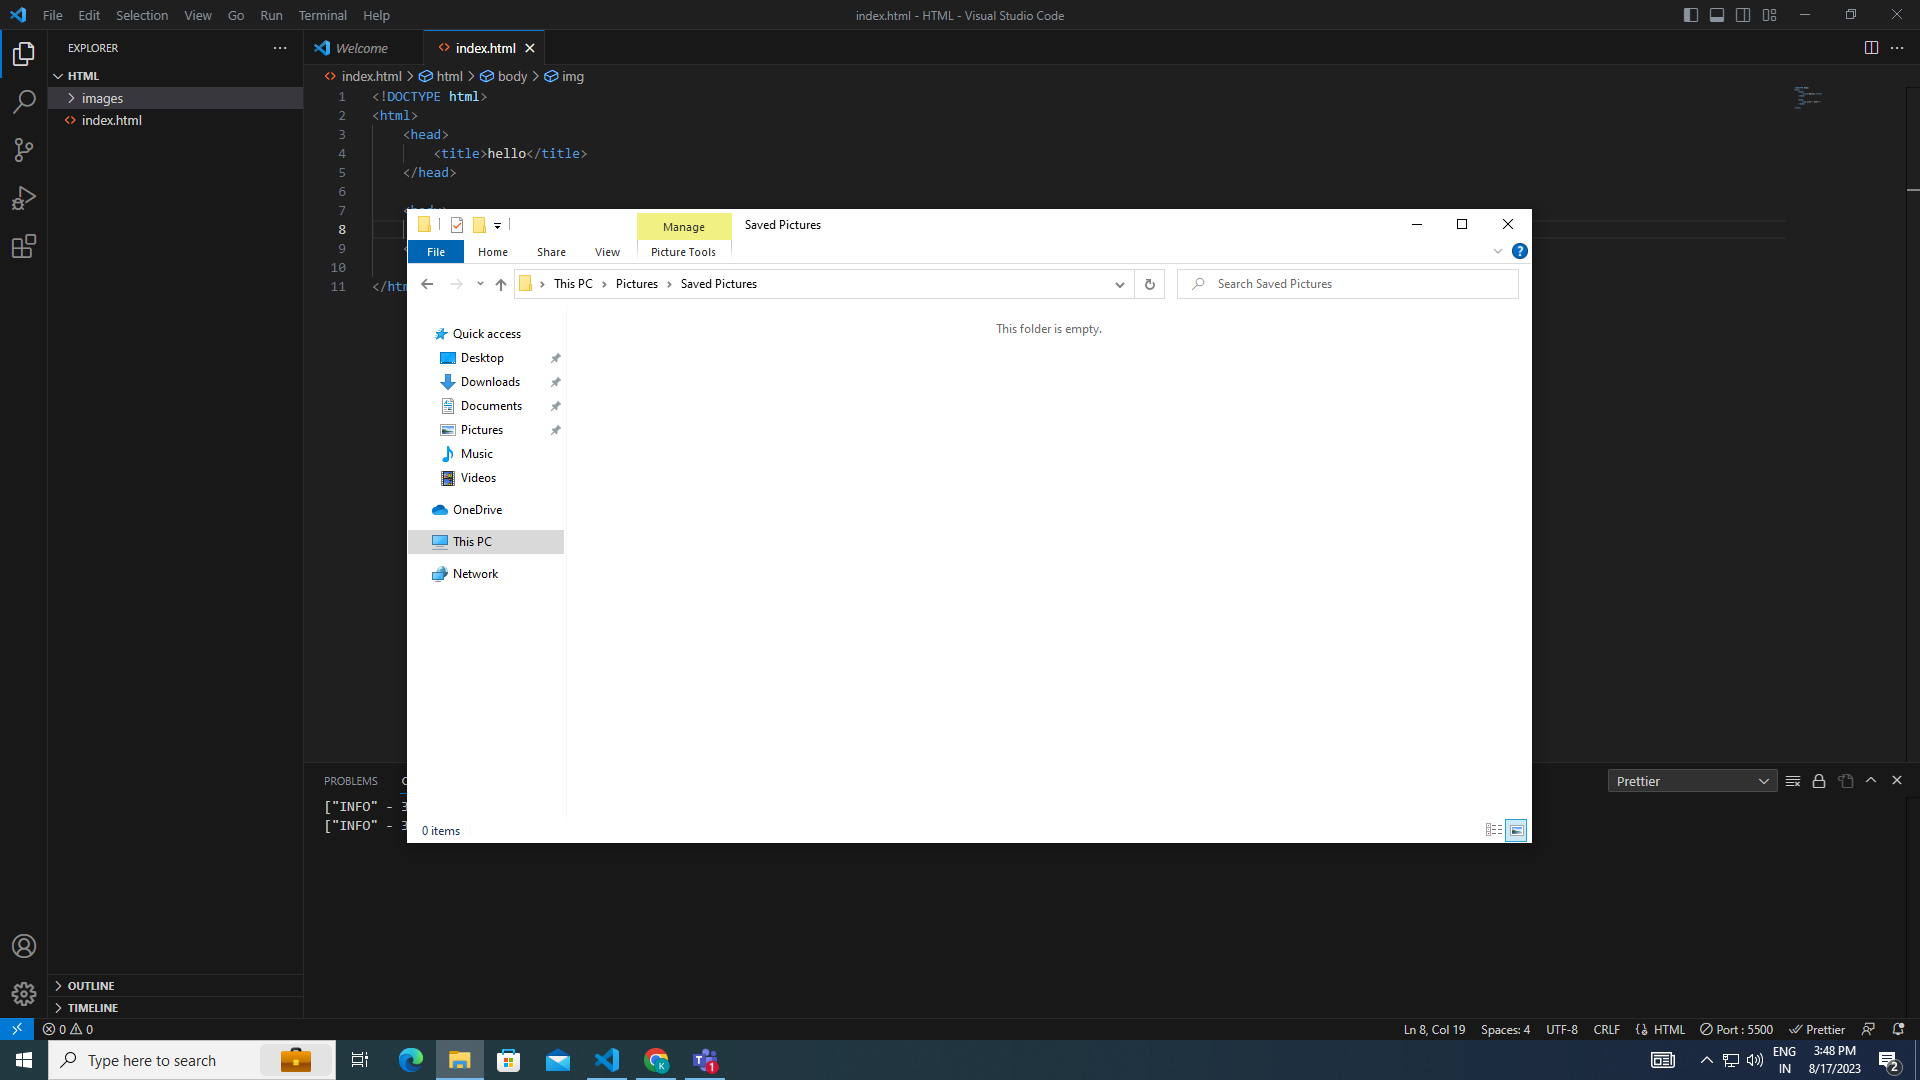 File Edit Selection View Go Run Terminal Help
index.html - HTML - Visual Studio Code
EXPLORER
HTML
images
index.html
OUTLINE
TIMELINE
Welcome
index.html
index.html > html > body > img
1 <!DOCTYPE html>
2 <html>
3 <head>
4 <title>hello</title>
5 </head>
6
7
8
9
10
11
Manage
Saved Pictures
File Home Share View Picture Tools
This PC > Pictures > Saved Pictures
Search Saved Pictures
Quick access
Desktop
Downloads
Documents
Pictures
Music
Videos
OneDrive
This PC
Network
This folder is empty.
0 items
PROBLEMS
Prettier
["INFO" - 3
["INFO" - 3
0 0
Ln 8, Col 19 Spaces: 4 UTF-8 CRLF HTML Port : 5500 Prettier
Type here to search
K
T 1
ENG
IN
3:48 PM
8/17/2023
2